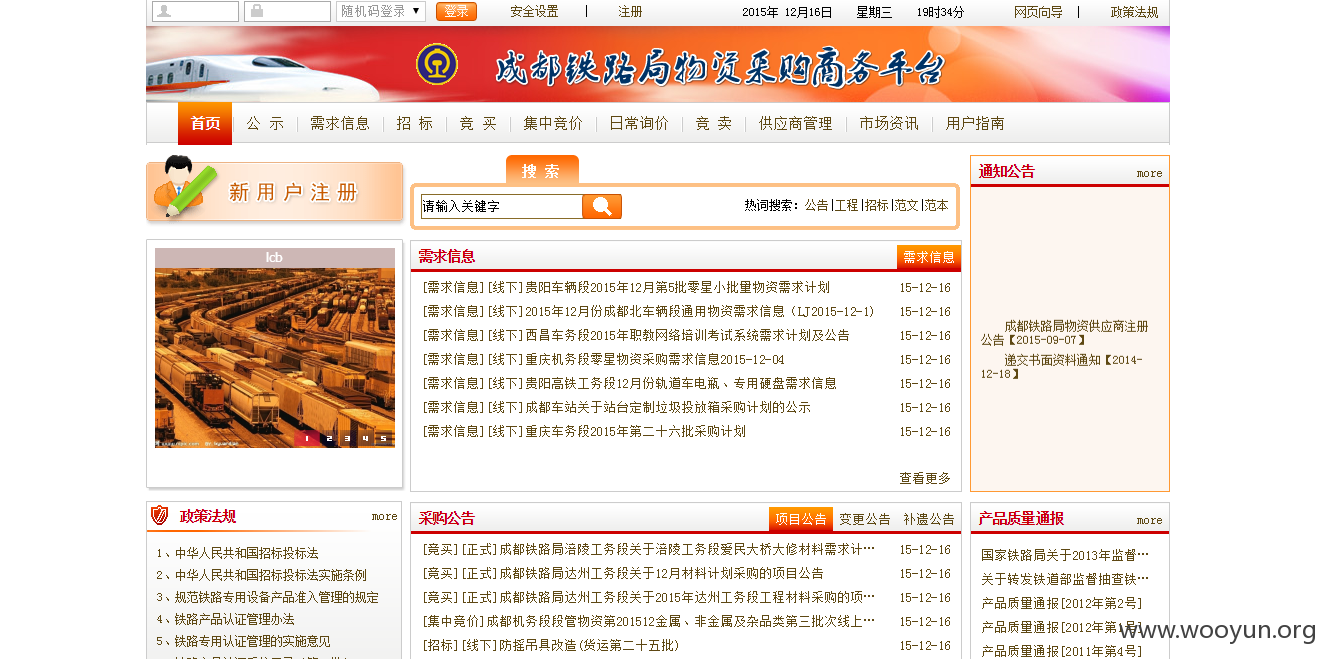 随机码登录 ▼ 登录 安全设置 | 注册 2015年 12月16日 星期三 19时34分 网页向导 | 政策法规
成都铁路局物资采购商务平台
首页 公 示 需求信息 招 标 竞 买 集中竞价 日常询价 竞 卖 供应商管理 市场资讯 用户指南
新用户注册
搜 索
请输入关键字
热词搜索：公告|工程|招标|范文|范本
通知公告 more
成都铁路局物资供应商注册
公告【2015-09-07】
递交书面资料通知【2014-
12-18】
lcb
1 2 3 4 5
需求信息 需求信息
[需求信息][线下]贵阳车辆段2015年12月第5批零星小批量物资需求计划 15-12-16
[需求信息][线下]2015年12月份成都北车辆段通用物资需求信息（LJ2015-12-1） 15-12-16
[需求信息][线下]西昌车务段2015年职教网络培训考试系统需求计划及公告 15-12-16
[需求信息][线下]重庆机务段零星物资采购需求信息2015-12-04 15-12-16
[需求信息][线下]贵阳高铁工务段12月份轨道车电瓶、专用硬盘需求信息 15-12-16
[需求信息][线下]成都车站关于站台定制垃圾投放箱采购计划的公示 15-12-16
[需求信息][线下]重庆车务段2015年第二十六批采购计划 15-12-16
查看更多
政策法规 more
1、中华人民共和国招标投标法
2、中华人民共和国招标投标法实施条例
3、规范铁路专用设备产品准入管理的规定
4、铁路产品认证管理办法
5、铁路专用认证管理的实施意见
采购公告 项目公告 变更公告 补遗公告
[竞买][正式]成都铁路局涪陵工务段关于涪陵工务段爱民大桥大修材料需求计… 15-12-16
[竞买][正式]成都铁路局达州工务段关于12月材料计划采购的项目公告 15-12-16
[竞买][正式]成都铁路局达州工务段关于2015年达州工务段工程材料采购的项… 15-12-16
[集中竞价]成都机务段段管物资第201512金属、非金属及杂品类第三批次线上… 15-12-16
[招标][线下]防摇吊具改造(货运第二十五批) 15-12-16
产品质量通报 more
国家铁路局关于2013年监督…
关于转发铁道部监督抽查铁…
产品质量通报[2012年第2号]
产品质量通报[2012年第1号]
产品质量通报[2011年第4号]
www.wooyun.org